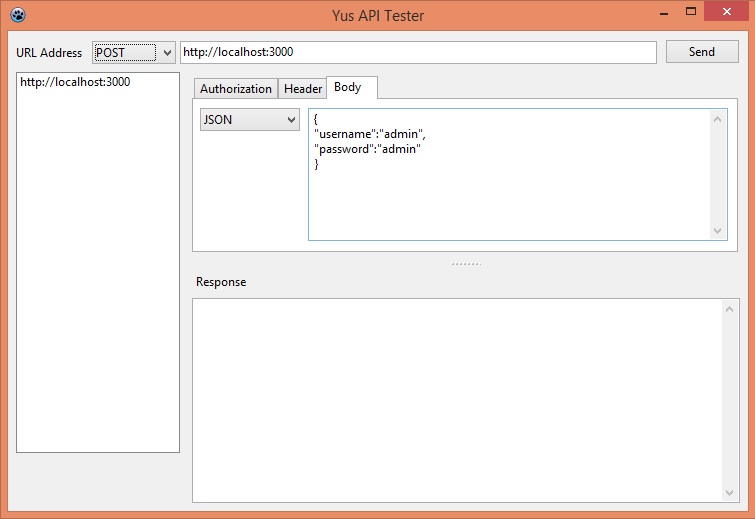 Yus API Tester
URL Address POST http://localhost:3000 Send
http://localhost:3000
Authorization Header Body
JSON
{
"username":"admin",
"password":"admin"
}
Response